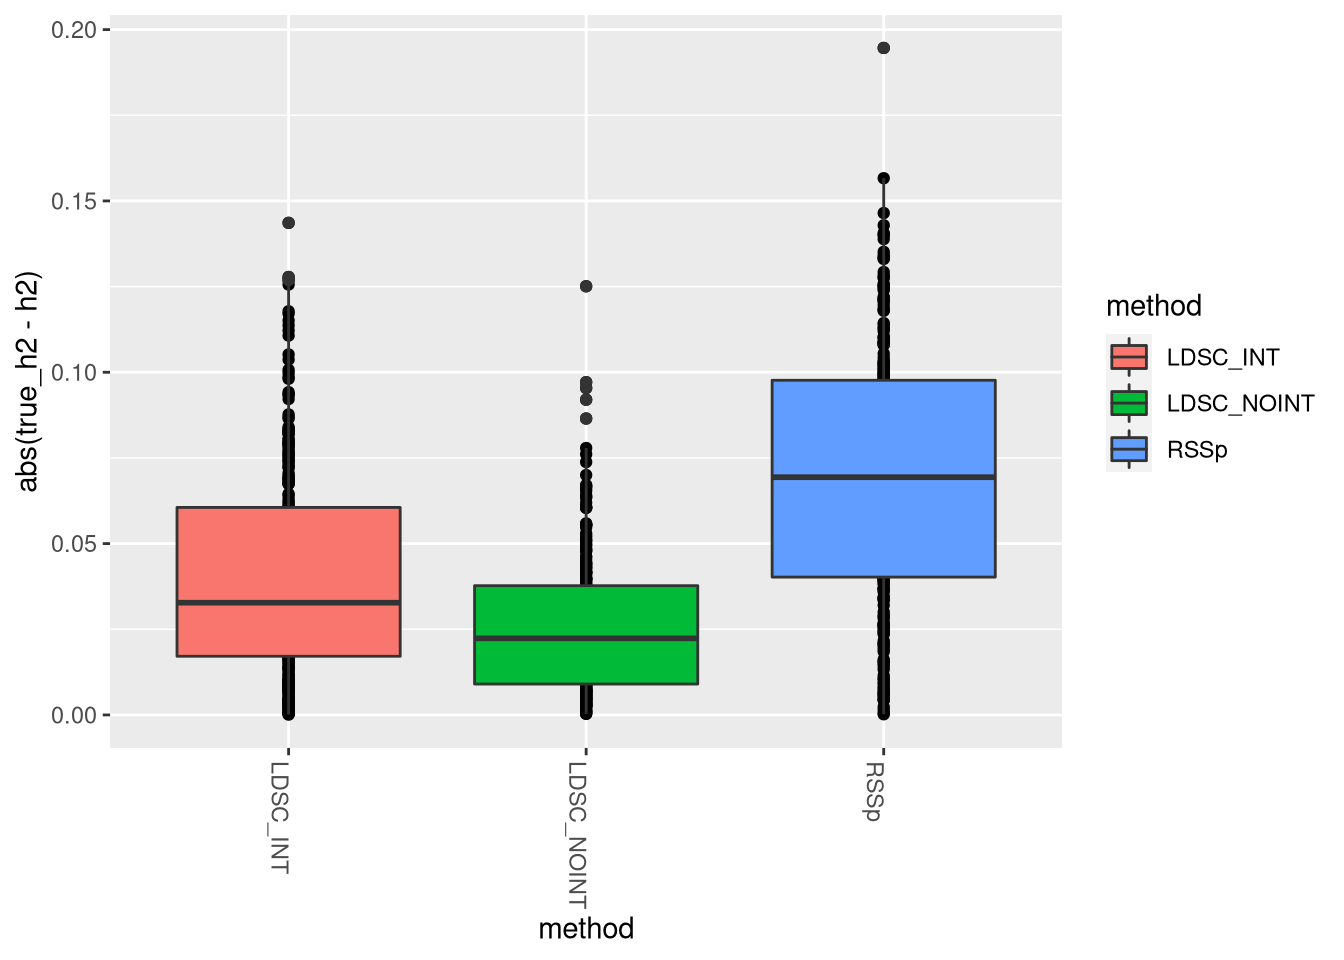 0.20
0.15
0.10
0.05
0.00
abs(true_h2 - h2)
LDSC_INT
LDSC_NOINT
RSSp
method
method
LDSC_INT
LDSC_NOINT
RSSp